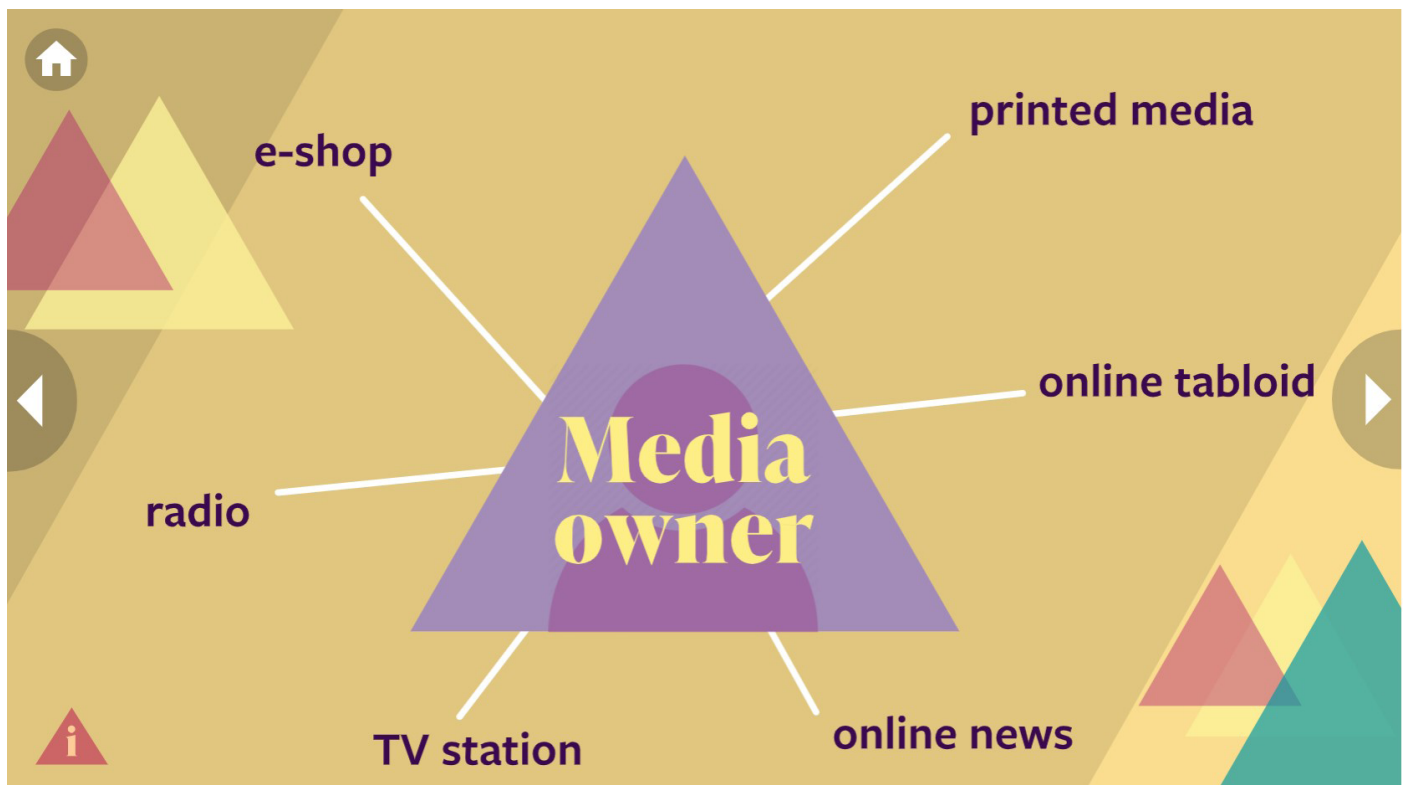 printed media
e-shop
online tabloid
Media
owner
radio
online news
TV station
i